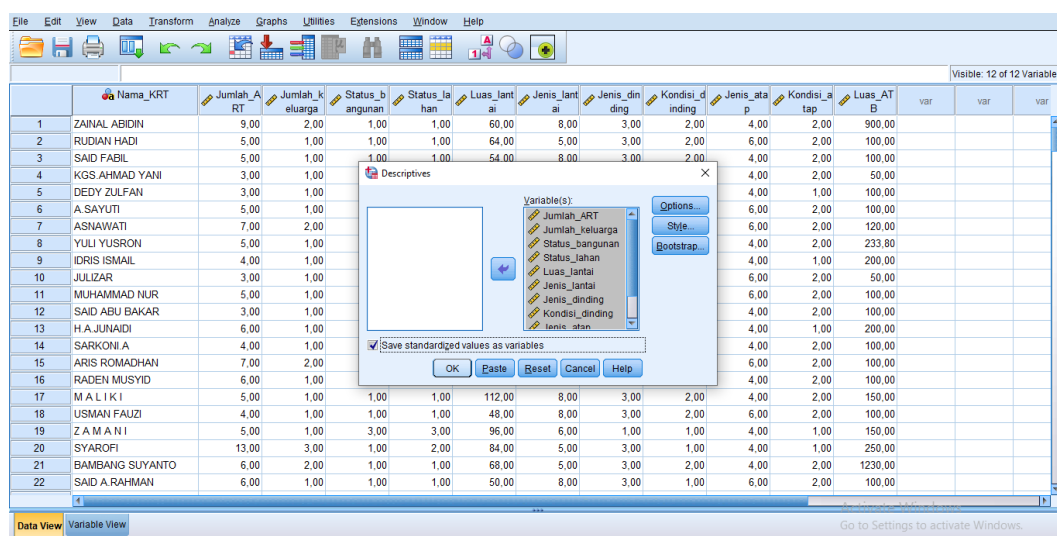 File Edit View Data Transform Analyze Graphs Utilities Extensions Window Help
Visible: 12 of 12 Variable
Nama_KRT Jumlah_A Jumlah_k Status_b Status_la Luas_lant Jenis_lant Jenis_din Kondisi_d Jenis_ata Kondisi_a Luas_AT var var var
RT eluarga angunan han ai ai ding inding p tap B
1 ZAINAL ABIDIN 9,00 2,00 1,00 1,00 60,00 8,00 3,00 2,00 4,00 2,00 900,00
2 RUDIAN HADI 5,00 1,00 1,00 1,00 64,00 5,00 3,00 2,00 6,00 2,00 100,00
3 SAID FABIL 5,00 1,00 1,00 1,00 54,00 8,00 3,00 2,00 4,00 2,00 100,00
4 KGS.AHMAD YANI 3,00 1,00 4,00 2,00 50,00
5 DEDY ZULFAN 3,00 1,00 4,00 1,00 100,00
6 A.SAYUTI 5,00 1,00 6,00 2,00 100,00
7 ASNAWATI 7,00 2,00 6,00 2,00 120,00
8 YULI YUSRON 5,00 1,00 4,00 2,00 233,80
9 IDRIS ISMAIL 4,00 1,00 4,00 1,00 200,00
10 JULIZAR 3,00 1,00 6,00 2,00 50,00
11 MUHAMMAD NUR 5,00 1,00 6,00 2,00 100,00
12 SAID ABU BAKAR 3,00 1,00 4,00 2,00 100,00
13 H.A.JUNAIDI 6,00 1,00 4,00 1,00 200,00
14 SARKONI.A 4,00 1,00 4,00 2,00 100,00
15 ARIS ROMADHAN 7,00 2,00 6,00 2,00 100,00
16 RADEN MUSYID 6,00 1,00 4,00 2,00 100,00
17 M A L I K I 5,00 1,00 1,00 1,00 112,00 8,00 3,00 2,00 4,00 2,00 150,00
18 USMAN FAUZI 4,00 1,00 1,00 1,00 48,00 8,00 3,00 2,00 6,00 2,00 100,00
19 Z A M A N I 5,00 1,00 3,00 3,00 96,00 6,00 1,00 1,00 4,00 1,00 150,00
20 SYAROFI 13,00 3,00 1,00 2,00 84,00 5,00 3,00 1,00 4,00 1,00 250,00
21 BAMBANG SUYANTO 6,00 2,00 1,00 1,00 68,00 5,00 3,00 2,00 4,00 2,00 1230,00
22 SAID A.RAHMAN 6,00 1,00 1,00 1,00 50,00 8,00 3,00 1,00 6,00 2,00 100,00
Descriptives
Variable(s):
Jumlah_ART
Jumlah_keluarga
Status_bangunan
Status_lahan
Luas_lantai
Jenis_lantai
Jenis_dinding
Kondisi_dinding
Jenis_atap
Options...
Style...
Bootstrap...
Save standardized values as variables
OK Paste Reset Cancel Help
Data View Variable View
Activate Windows
Go to Settings to activate Windows.